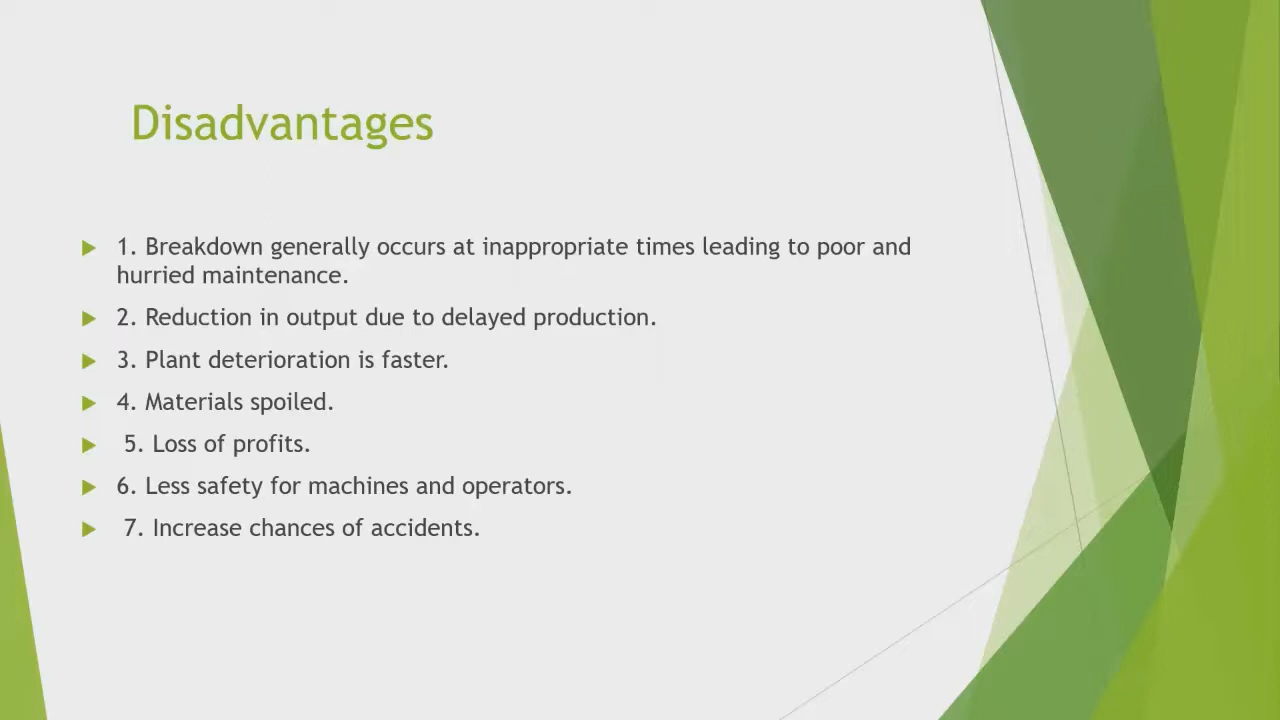 Disadvantages
1. Breakdown generally occurs at inappropriate times leading to poor and
hurried maintenance.
2. Reduction in output due to delayed production.
3. Plant deterioration is faster.
4. Materials spoiled.
5. Loss of profits.
6. Less safety for machines and operators.
7. Increase chances of accidents.